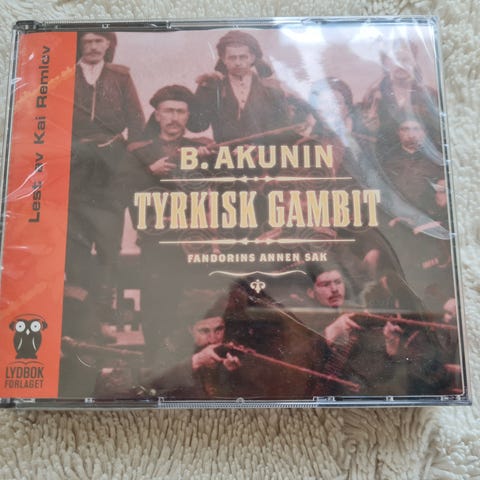 B. AKUNIN
TYRKISK GAMBIT
FANDORINS ANNEN SAK
Lest av Kai Remlov
LYDBOK
FORLAGET